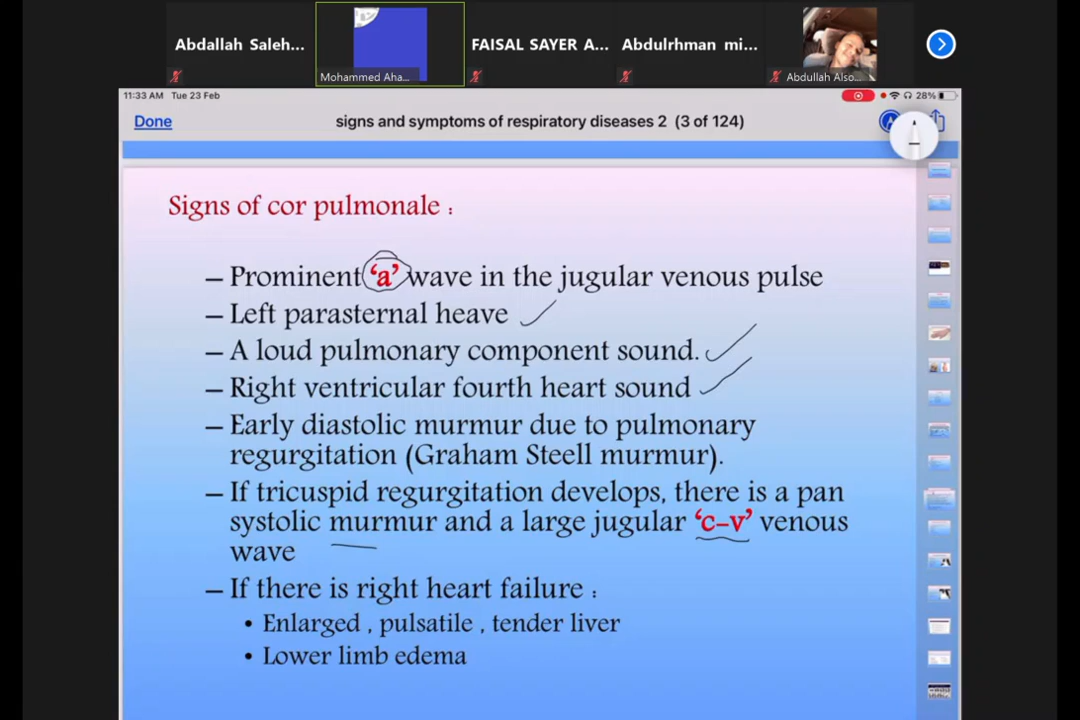 Abdallah Saleh...
Mohammed Aha...
FAISAL SAYER A...
Abdulrhman mi...
Abdullah Also...
11:33 AM Tue 23 Feb
28%
Done
signs and symptoms of respiratory diseases 2 (3 of 124)
Signs of cor pulmonale :
– Prominent ‘a’ wave in the jugular venous pulse
– Left parasternal heave
– A loud pulmonary component sound.
– Right ventricular fourth heart sound
– Early diastolic murmur due to pulmonary
regurgitation (Graham Steell murmur).
– If tricuspid regurgitation develops, there is a pan
systolic murmur and a large jugular ‘c-v’ venous
wave
– If there is right heart failure :
• Enlarged , pulsatile , tender liver
• Lower limb edema